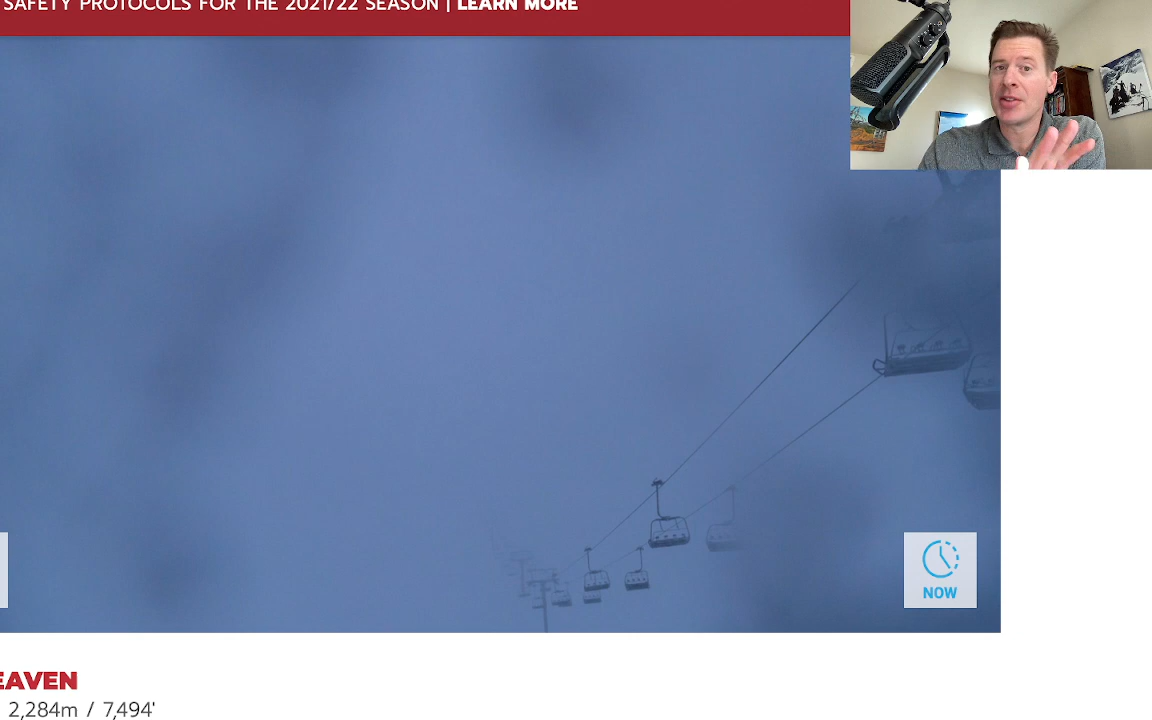 SAFETY PROTOCOLS FOR THE 2021/22 SEASON | LEARN MORE
NOW
EAVEN
2,284m / 7,494'